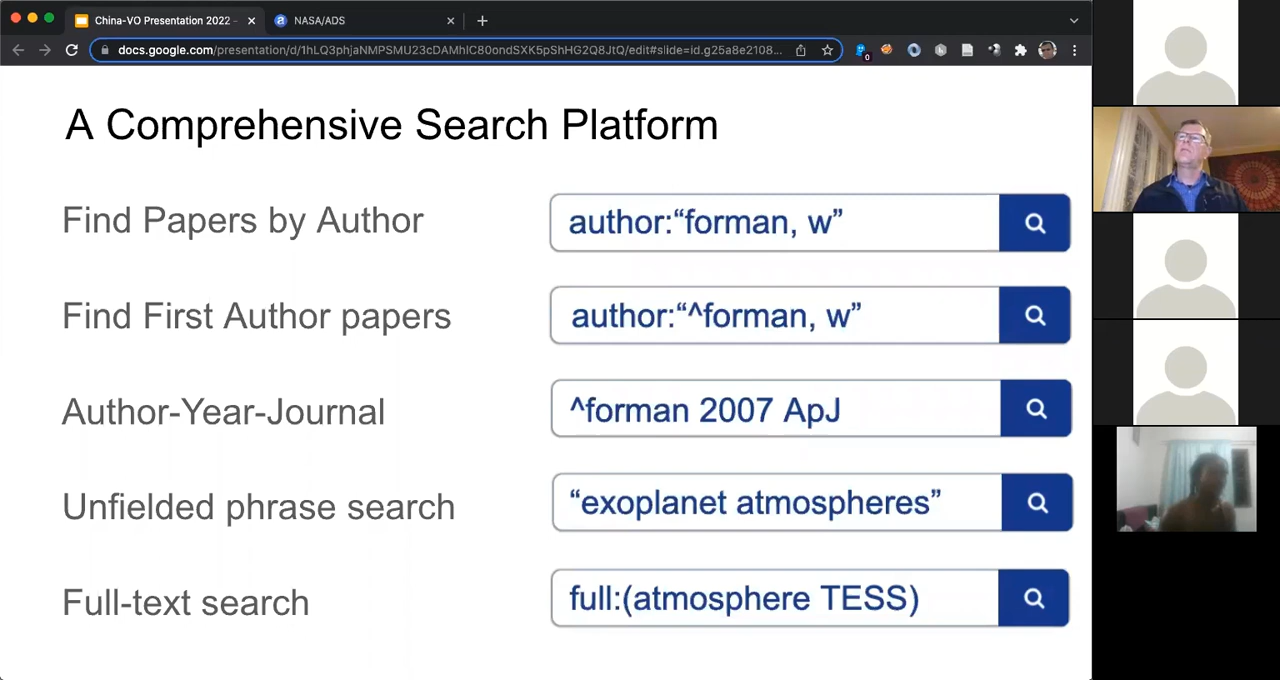 China-VO Presentation 2022 -
NASA/ADS
docs.google.com/presentation/d/1hLQ3phjaNMPSMU23cDAMhlC80ondSXK5pShHG2Q8JtQ/edit#slide=id.g25a8e2108...
0
A Comprehensive Search Platform
Find Papers by Author
author:“forman, w”
Find First Author papers
author:“^forman, w”
Author-Year-Journal
^forman 2007 ApJ
Unfielded phrase search
“exoplanet atmospheres”
Full-text search
full:(atmosphere TESS)